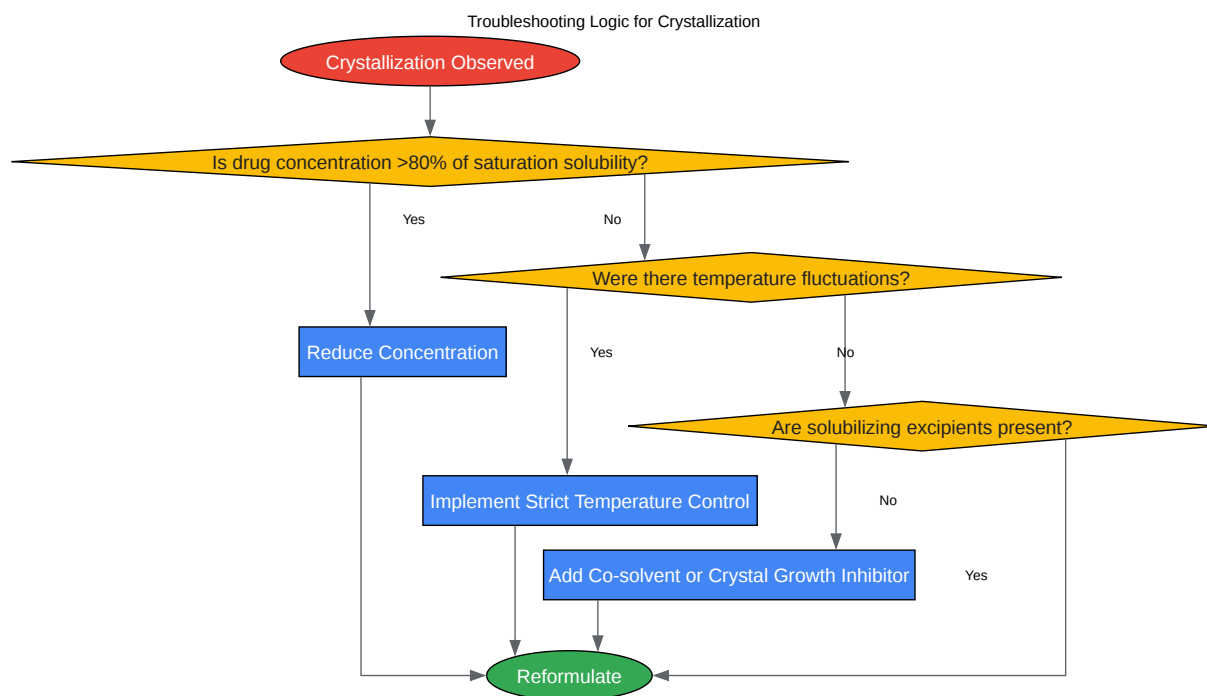 Troubleshooting Logic for Crystallization
Crystallization Observed
Is drug concentration >80% of saturation solubility?
Yes
No
Were there temperature fluctuations?
Reduce Concentration
Yes
No
Are solubilizing excipients present?
Implement Strict Temperature Control
No
Add Co-solvent or Crystal Growth Inhibitor
Yes
Reformulate